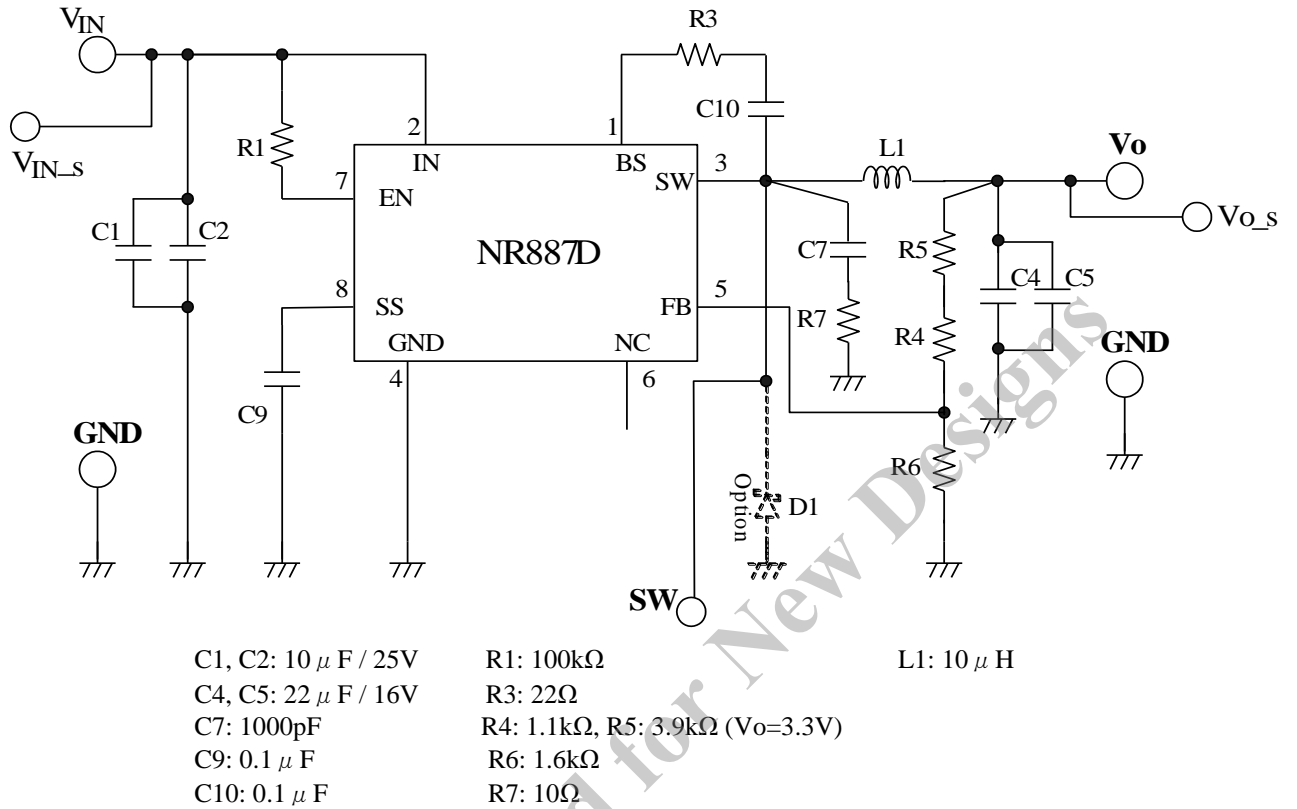 V_IN
R3
V_IN_S
R1
2
1
C10
IN
BS
L1
Vo
7
EN
SW
3
Vo_s
C1
C2
NR887D
C7
R5
C4
C5
8
SS
FB
5
R7
R4
GND
NC
GND
4
6
C9
GND
R6
Option
D1
SW
C1, C2: 10 μ F / 25V R1: 100kΩ L1: 10 μ H
C4, C5: 22 μ F / 16V R3: 22Ω
C7: 1000pF R4: 1.1kΩ, R5: 3.9kΩ (Vo=3.3V)
C9: 0.1 μ F R6: 1.6kΩ
C10: 0.1 μ F R7: 10Ω
for New Designs